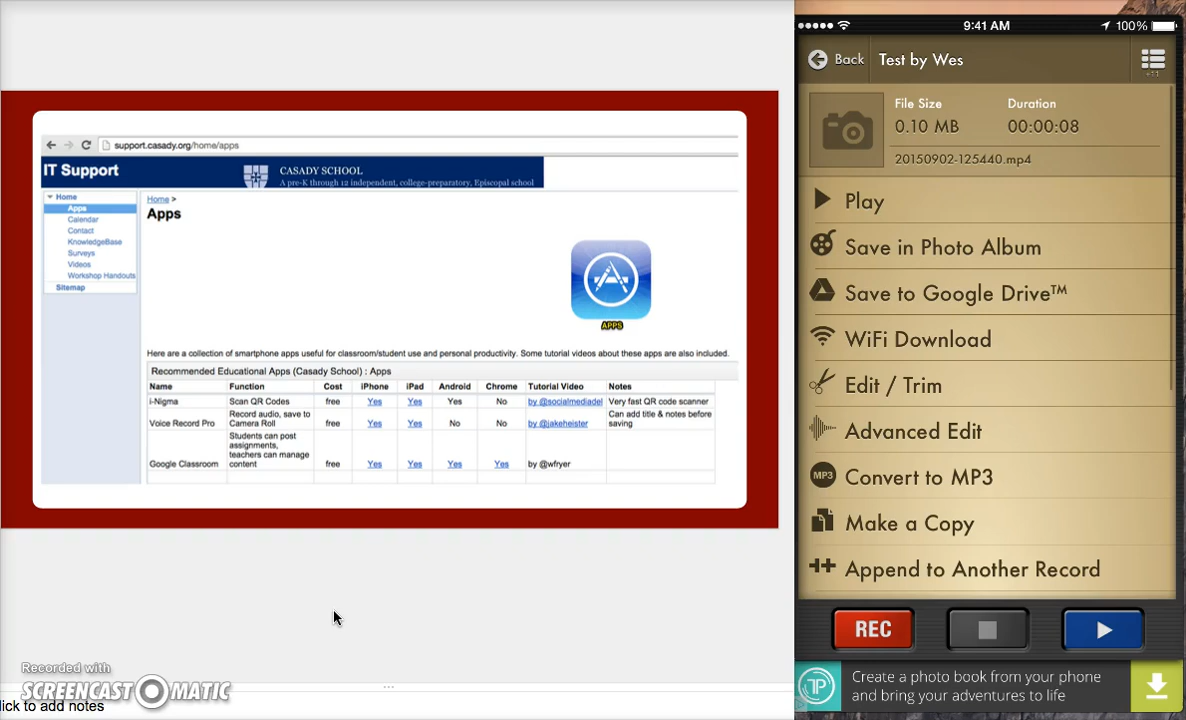 support.casady.org/home/apps
IT Support
CASADY SCHOOL
A pre-K through 12 independent, college-preparatory, Episcopal school
Home
Apps
Calendar
Contact
KnowledgeBase
Surveys
Videos
Workshop Handouts
Sitemap
Home >
Apps
APPS
Here are a collection of smartphone apps useful for classroom/student use and personal productivity. Some tutorial videos about these apps are also included.
Recommended Educational Apps (Casady School) : Apps
Name Function Cost iPhone iPad Android Chrome Tutorial Video Notes
i-Nigma Scan QR Codes free Yes Yes Yes No by @socialmediadel Very fast QR code scanner
Record audio, save to Can add title & notes before
Voice Record Pro Camera Roll free Yes Yes No No by @jakeheister saving
Students can post
assignments,
teachers can manage
Google Classroom content free Yes Yes Yes Yes by @wfryer
Recorded with
SCREENCAST O MATIC
lick to add notes
9:41 AM 100%
Back Test by Wes
+11
File Size Duration
0.10 MB 00:00:08
20150902-125440.mp4
Play
Save in Photo Album
Save to Google Drive™
WiFi Download
Edit / Trim
Advanced Edit
MP3 Convert to MP3
Make a Copy
Append to Another Record
REC
TP
Create a photo book from your phone
and bring your adventures to life